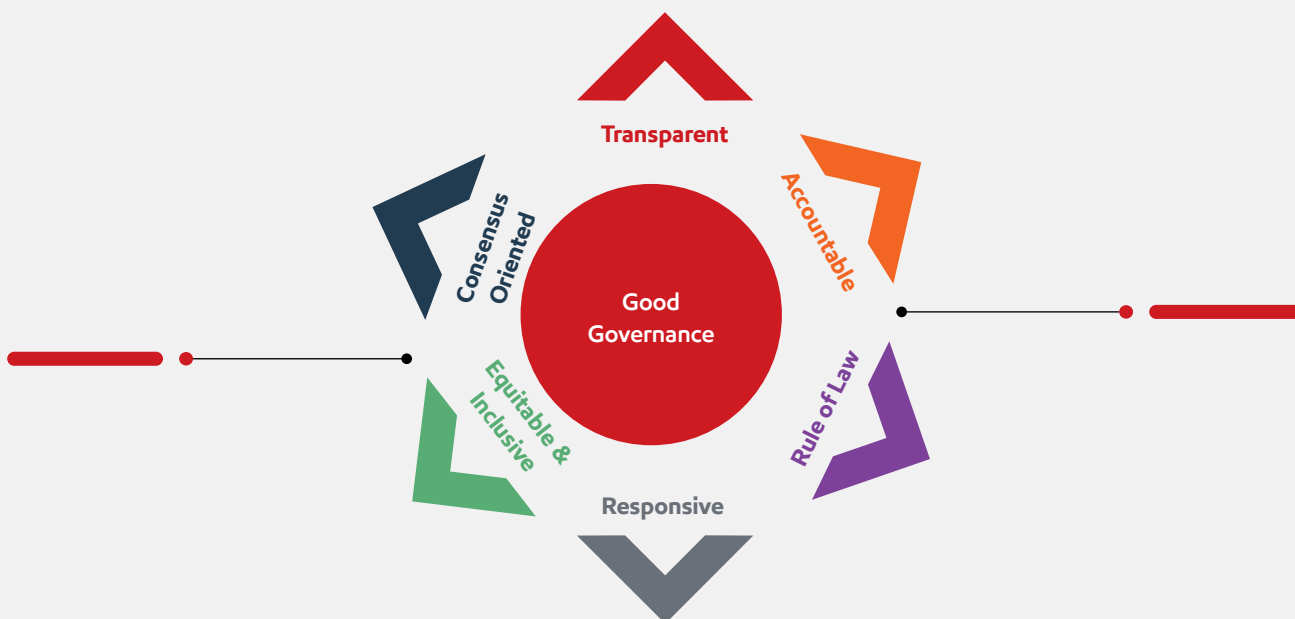 Transparent
Accountable
Consensus
Oriented
Good
Governance
Equitable &
Inclusive
Rule of Law
Responsive